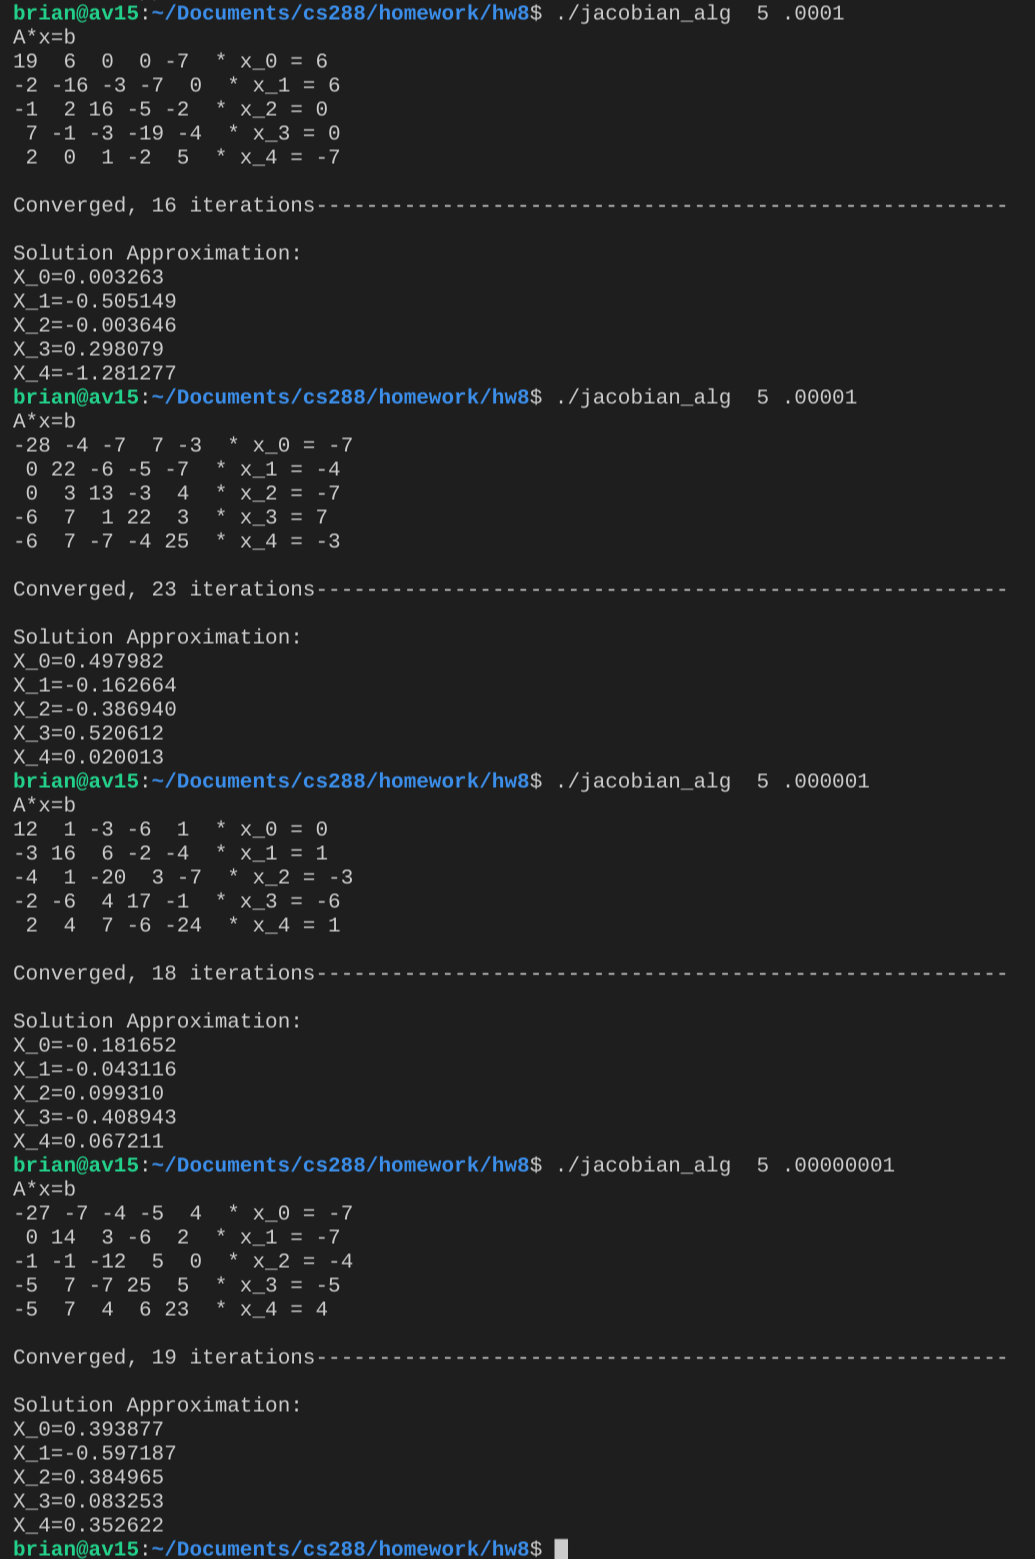 brian@av15:~/Documents/cs288/homework/hw8$ ./jacobian_alg  5 .0001
A*x=b
19  6  0  0 -7  * x_0 = 6
-2 -16 -3 -7  0  * x_1 = 6
-1  2 16 -5 -2  * x_2 = 0
 7 -1 -3 -19 -4  * x_3 = 0
 2  0  1 -2  5  * x_4 = -7

Converged, 16 iterations-------------------------------------------------------

Solution Approximation:
X_0=0.003263
X_1=-0.505149
X_2=-0.003646
X_3=0.298079
X_4=-1.281277
brian@av15:~/Documents/cs288/homework/hw8$ ./jacobian_alg  5 .00001
A*x=b
-28 -4 -7  7 -3  * x_0 = -7
 0 22 -6 -5 -7  * x_1 = -4
 0  3 13 -3  4  * x_2 = -7
-6  7  1 22  3  * x_3 = 7
-6  7 -7 -4 25  * x_4 = -3

Converged, 23 iterations-------------------------------------------------------

Solution Approximation:
X_0=0.497982
X_1=-0.162664
X_2=-0.386940
X_3=0.520612
X_4=0.020013
brian@av15:~/Documents/cs288/homework/hw8$ ./jacobian_alg  5 .000001
A*x=b
12  1 -3 -6  1  * x_0 = 0
-3 16  6 -2 -4  * x_1 = 1
-4  1 -20  3 -7  * x_2 = -3
-2 -6  4 17 -1  * x_3 = -6
 2  4  7 -6 -24  * x_4 = 1

Converged, 18 iterations-------------------------------------------------------

Solution Approximation:
X_0=-0.181652
X_1=-0.043116
X_2=0.099310
X_3=-0.408943
X_4=0.067211
brian@av15:~/Documents/cs288/homework/hw8$ ./jacobian_alg  5 .00000001
A*x=b
-27 -7 -4 -5  4  * x_0 = -7
 0 14  3 -6  2  * x_1 = -7
-1 -1 -12  5  0  * x_2 = -4
-5  7 -7 25  5  * x_3 = -5
-5  7  4  6 23  * x_4 = 4

Converged, 19 iterations-------------------------------------------------------

Solution Approximation:
X_0=0.393877
X_1=-0.597187
X_2=0.384965
X_3=0.083253
X_4=0.352622
brian@av15:~/Documents/cs288/homework/hw8$